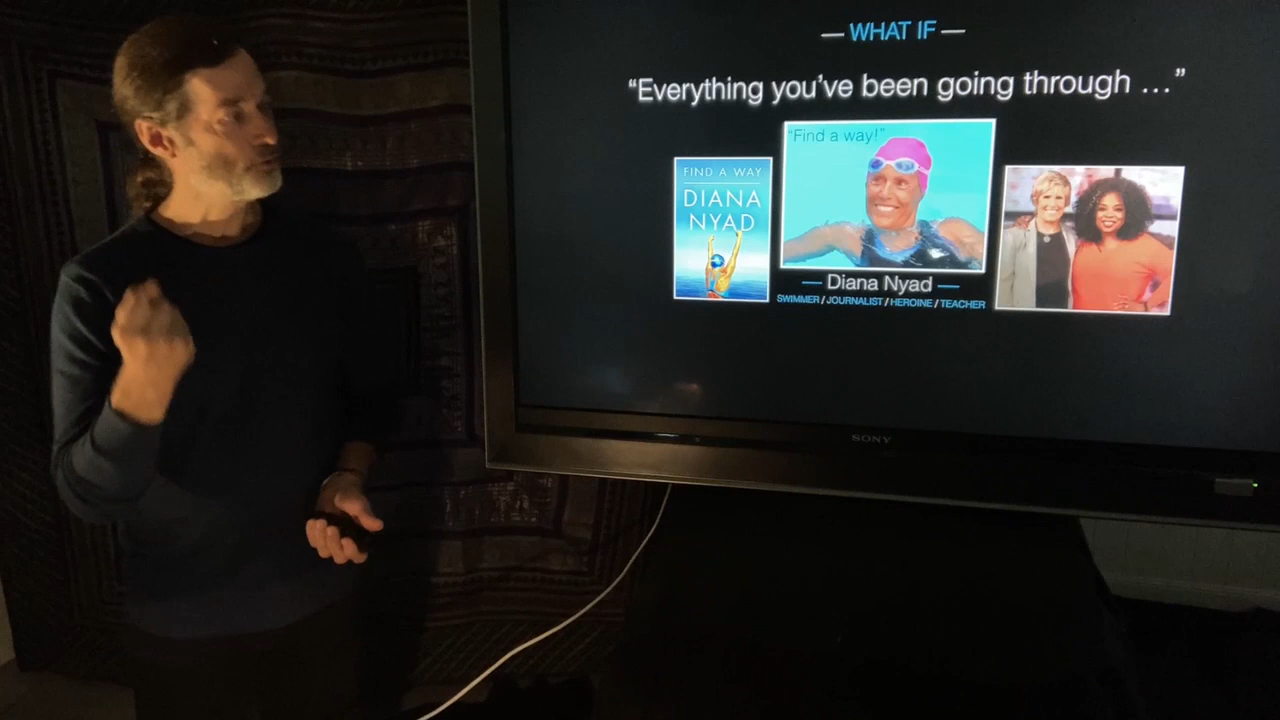 — WHAT IF —
“Everything you’ve been going through ...”
“Find a way!”
FIND A WAY
DIANA
NYAD
— Diana Nyad —
SWIMMER / JOURNALIST / HEROINE / TEACHER
SONY